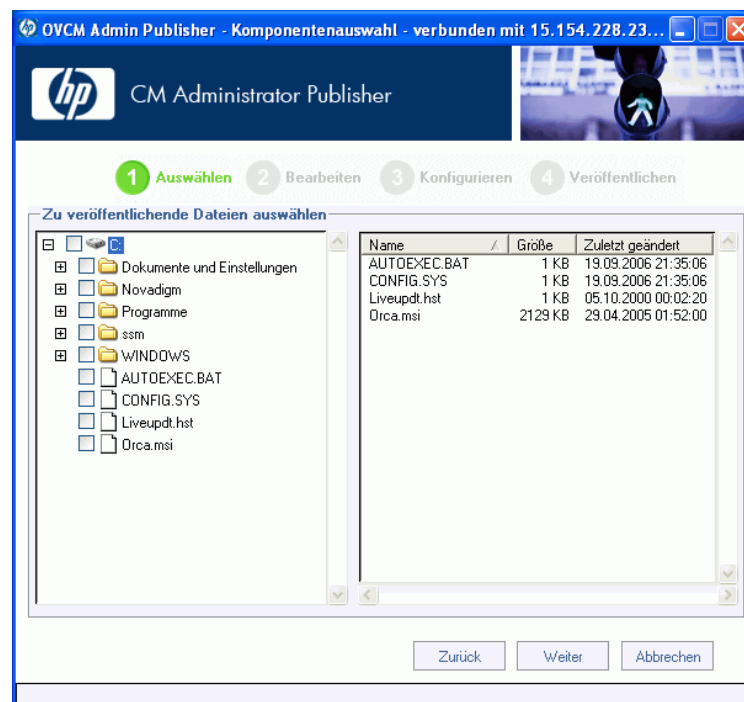 OVCM Admin Publisher - Komponentenauswahl - verbunden mit 15.154.228.23...
hp
CM Administrator Publisher
1 Auswählen 2 Bearbeiten 3 Konfigurieren 4 Veröffentlichen
Zu veröffentlichende Dateien auswählen
C:
Dokumente und Einstellungen
Novadigm
Programme
ssm
WINDOWS
AUTOEXEC.BAT
CONFIG.SYS
Liveupdt.hst
Orca.msi
Name Größe Zuletzt geändert
AUTOEXEC.BAT 1 KB 19.09.2006 21:35:06
CONFIG.SYS 1 KB 19.09.2006 21:35:06
Liveupdt.hst 1 KB 05.10.2000 00:02:20
Orca.msi 2129 KB 29.04.2005 01:52:00
Zurück Weiter Abbrechen